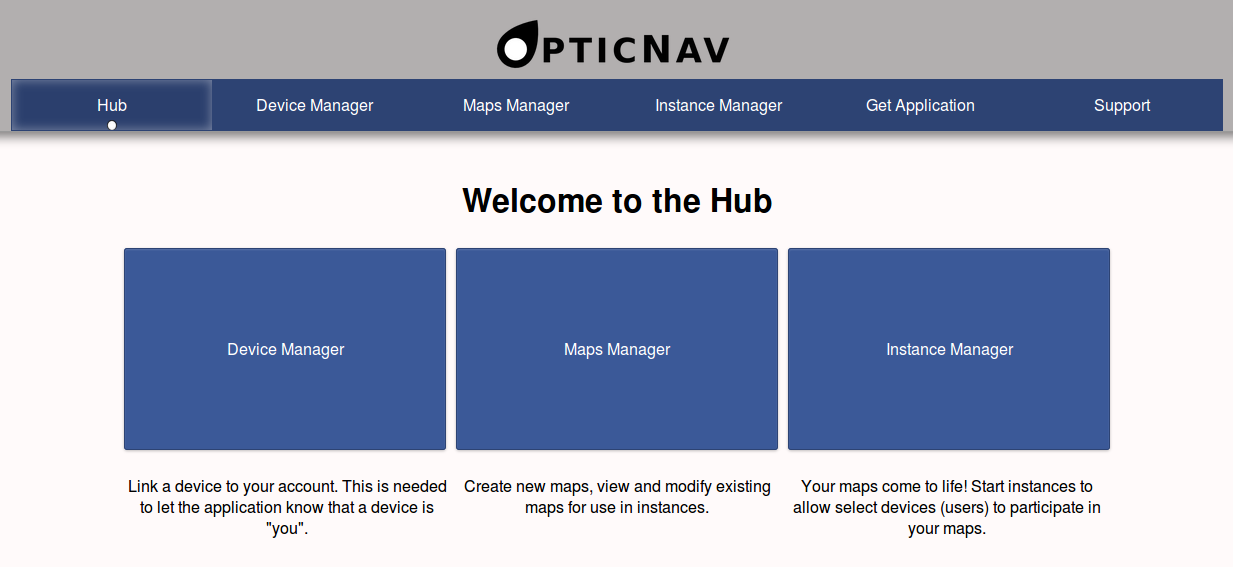 OPTICNAV
Hub
Device Manager
Maps Manager
Instance Manager
Get Application
Support
Welcome to the Hub
Device Manager
Maps Manager
Instance Manager
Link a device to your account. This is needed
to let the application know that a device is
"you".
Create new maps, view and modify existing
maps for use in instances.
Your maps come to life! Start instances to
allow select devices (users) to participate in
your maps.